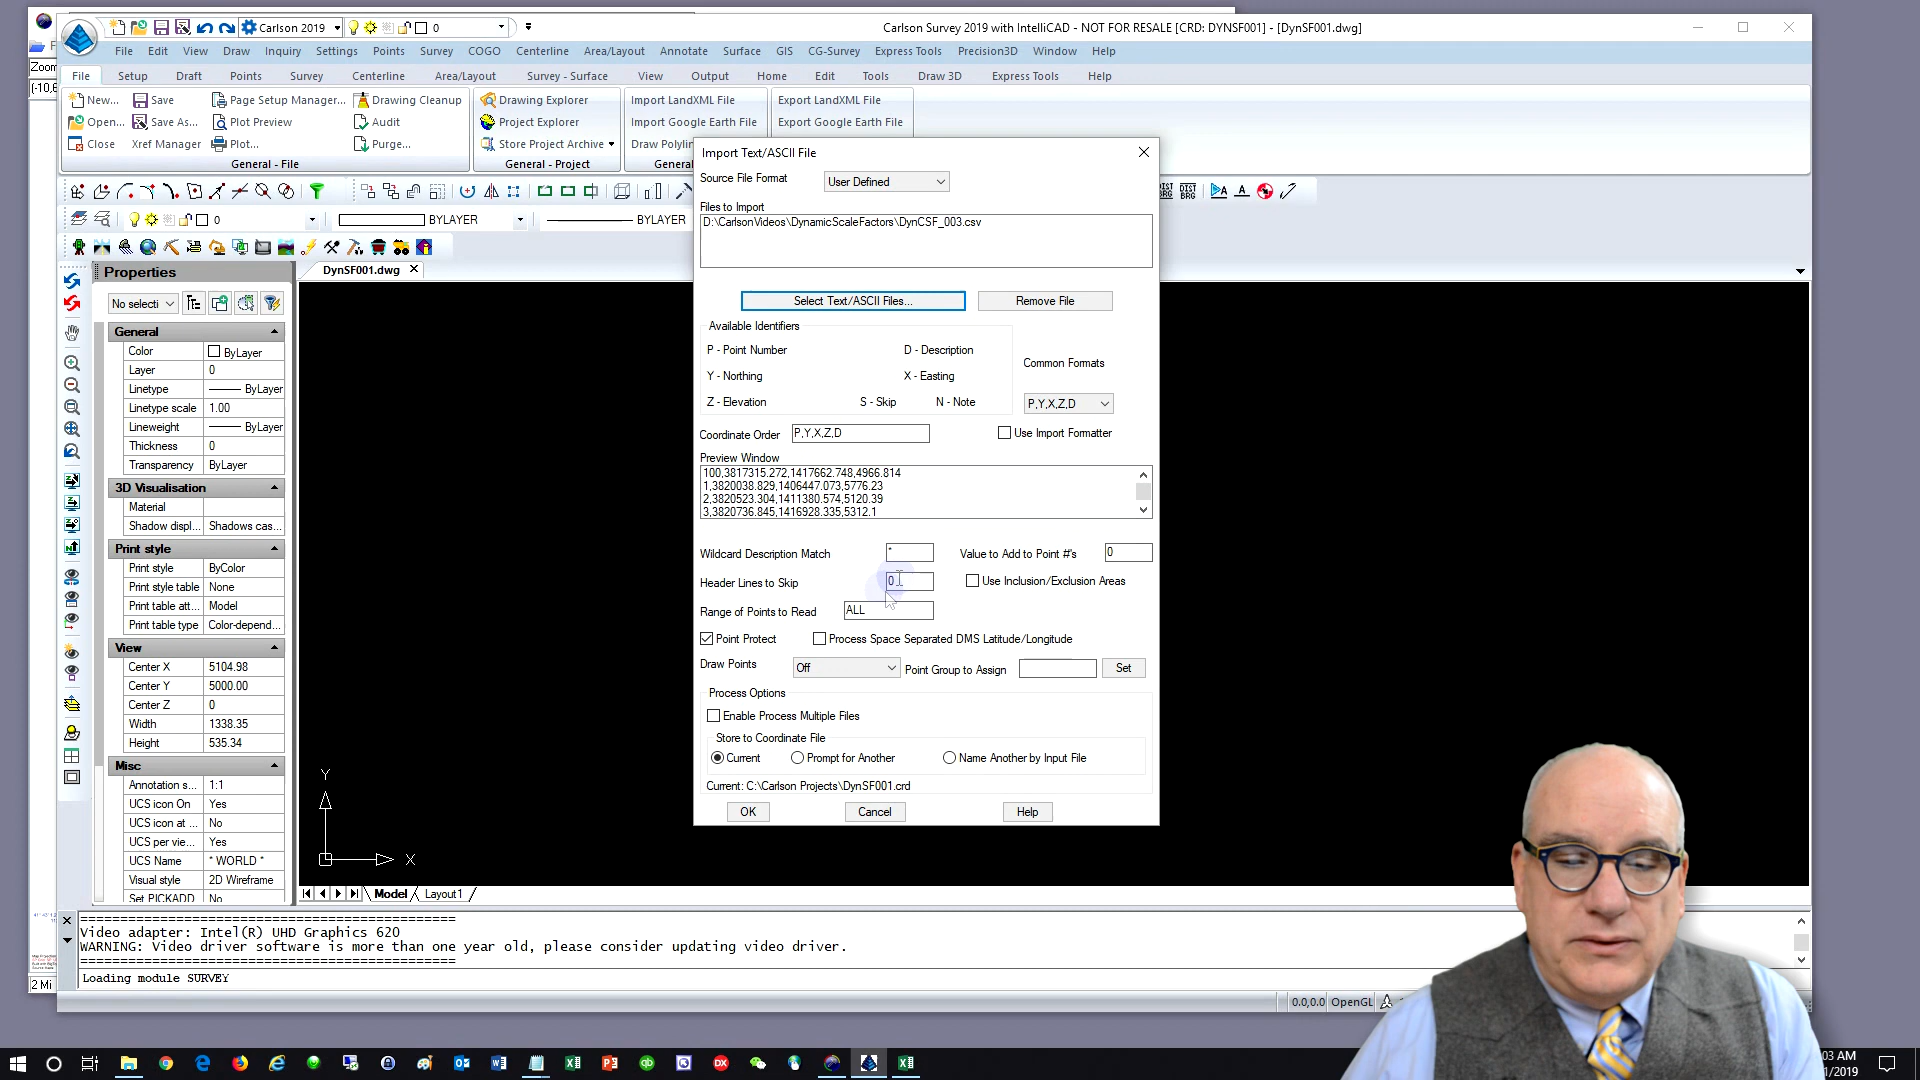 Carlson 2019
0
Carlson Survey 2019 with IntelliCAD - NOT FOR RESALE [CRD: DYNSF001] - [DynSF001.dwg]
File Edit View Draw Inquiry Settings Points Survey COGO Centerline Area/Layout Annotate Surface GIS CG-Survey Express Tools Precision3D Window Help
Zoom
File Setup Draft Points Survey Centerline Area/Layout Survey - Surface View Output Home Edit Tools Draw 3D Express Tools Help
New... Save Page Setup Manager... Drawing Cleanup Drawing Explorer Import LandXML File Export LandXML File
Open... Save As... Plot Preview Audit Project Explorer Import Google Earth File Export Google Earth File
Close Xref Manager Plot... Purge... Store Project Archive Draw Polylin
General - File General - Project General
0 BYLAYER BYLAYER
Properties
DynSF001.dwg
No selecti
General
Color ByLayer
Layer 0
Linetype ByLayer
Linetype scale 1.00
Lineweight ByLayer
Thickness 0
Transparency ByLayer
3D Visualisation
Material
Shadow displ... Shadows cas...
Print style
Print style ByColor
Print style table None
Print table att... Model
Print table type Color-depend...
View
Center X 5104.98
Center Y 5000.00
Center Z 0
Width 1338.35
Height 535.34
Misc
Annotation s... 1:1
UCS icon On Yes
UCS icon at ... No
UCS per vie... Yes
UCS Name * WORLD *
Visual style 2D Wireframe
Set PICKADD No
Import Text/ASCII File
Source File Format User Defined
Files to Import
D:\CarlsonVideos\DynamicScaleFactors\DynCSF_003.csv
Select Text/ASCII Files... Remove File
Available Identifiers
P - Point Number D - Description
Common Formats
Y - Northing X - Easting
Z - Elevation S - Skip N - Note
P,Y,X,Z,D
Coordinate Order P,Y,X,Z,D Use Import Formatter
Preview Window
100,3817315.272,1417662.748,4966.814
1,3820038.829,1406447.073,5776.23
2,3820523.304,1411380.574,5120.39
3,3820736.845,1416928.335,5312.1
Wildcard Description Match * Value to Add to Point #'s 0
Header Lines to Skip 0 Use Inclusion/Exclusion Areas
Range of Points to Read ALL
Point Protect Process Space Separated DMS Latitude/Longitude
Draw Points Off Point Group to Assign Set
Process Options
Enable Process Multiple Files
Store to Coordinate File
Current Prompt for Another Name Another by Input File
Current: C:\Carlson Projects\DynSF001.crd
OK Cancel Help
Y
X
Model Layout1
==================================================
Video adapter: Intel(R) UHD Graphics 620
WARNING: Video driver software is more than one year old, please consider updating video driver.
==================================================
Loading module SURVEY
2 Mi
0.0,0.0 OpenGL
03 AM
1/2019